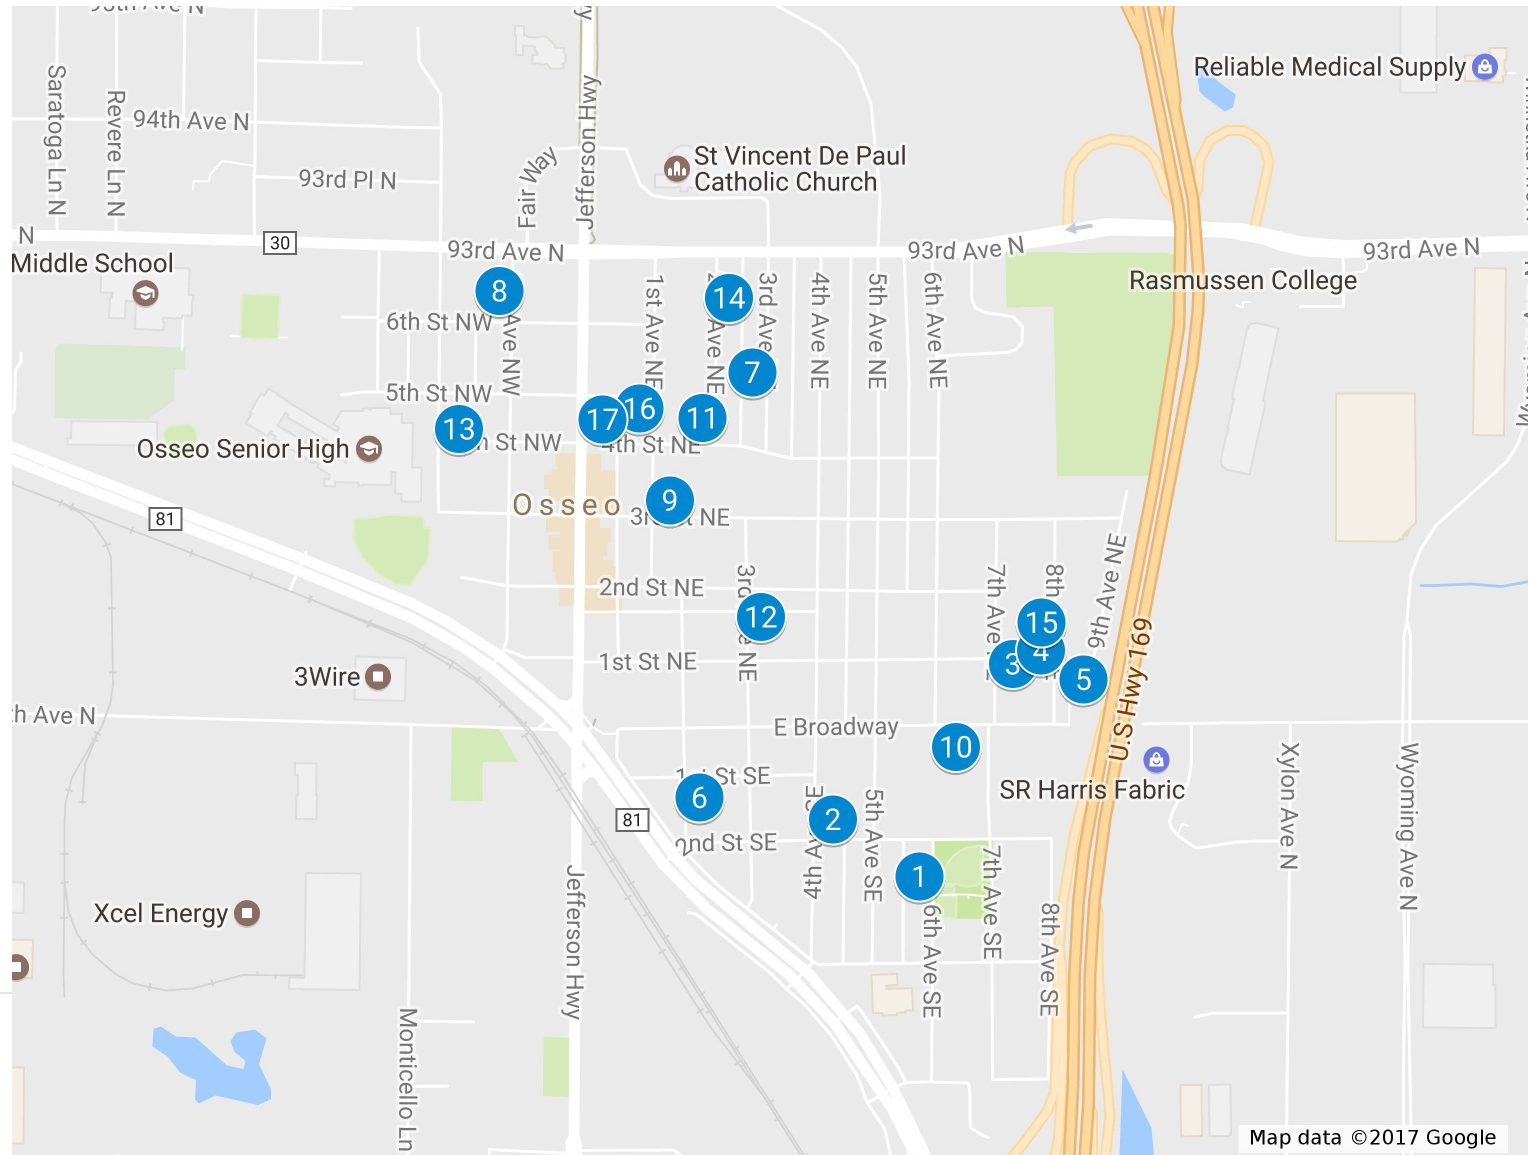 Saratoga Ln N
Revere Ln N
94th Ave N
93rd Pl N
Fair Way
Jefferson Hwy
St Vincent De Paul
Catholic Church
Reliable Medical Supply
N
30
93rd Ave N
93rd Ave N
93rd Ave N
Middle School
Rasmussen College
8
14
6th St NW
Ave NW
1st Ave NE
Ave NE
3rd Ave
4th Ave NE
5th Ave NE
6th Ave NE
7
5th St NW
16
17
11
13
St NW
4th St NE
Osseo Senior High
Osseo
9
NE
81
2nd St NE
3rd
NE
12
7th Ave
8th
9th Ave NE
15
1st St NE
3
4
5
U.S Hwy 169
3Wire
Ave N
E Broadway
10
St SE
6
SR Harris Fabric
81
2
4th Av
SE
5th Ave SE
2nd St SE
1
6th Ave SE
7th Ave SE
8th Ave SE
Xylon Ave N
Wyoming Ave N
Xcel Energy
Jefferson Hwy
Monticello Ln
Map data ©2017 Google